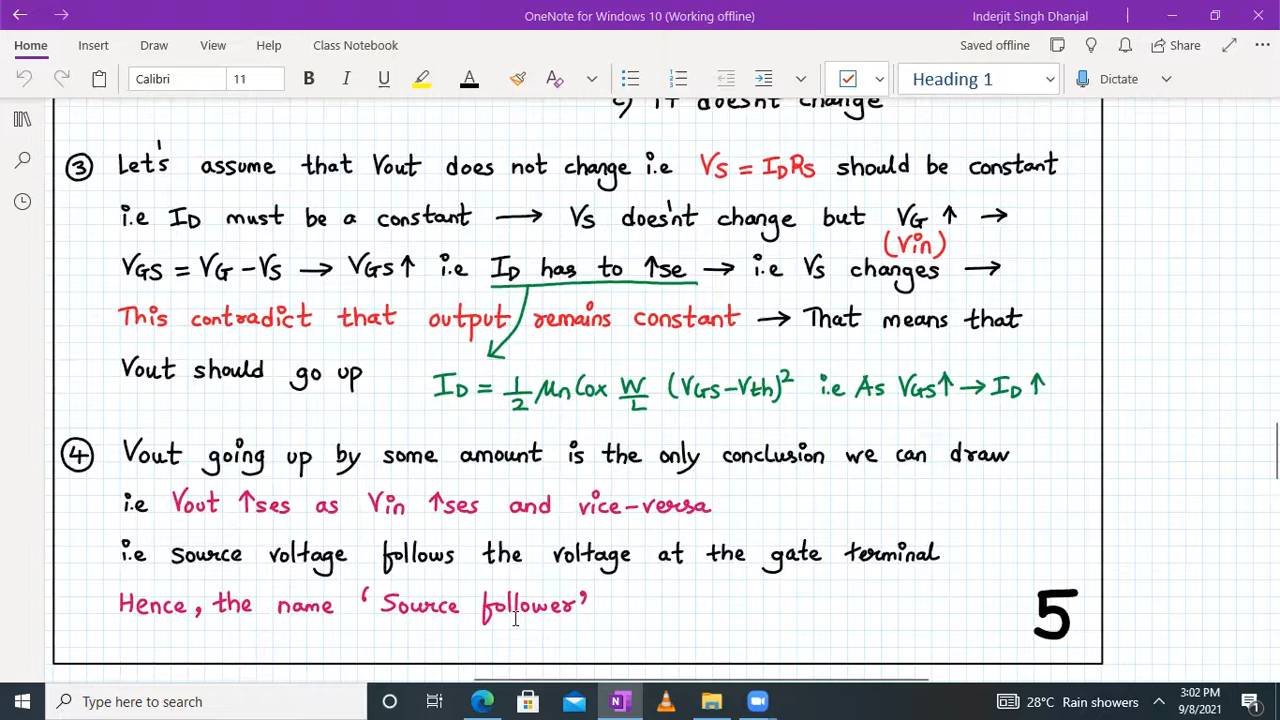 OneNote for Windows 10 (Working offline)
Inderjit Singh Dhanjal
Home Insert Draw View Help Class Notebook
Saved offline
Share
Calibri 11 B I U A Heading 1 Dictate
c) it doesnt change
③ Let's assume that Vout does not change i.e VS = IDRS should be constant
i.e ID must be a constant → VS does'nt change but VG ↑ →
(Vin)
VGS = VG - VS → VGS↑ i.e ID has to ↑se → i.e VS changes →
This contradict that output remains constant → That means that
Vout should go up
ID = 1/2 μn Cox W/L (VGS-Vth)² i.e As VGS↑ → ID ↑
④ Vout going up by some amount is the only conclusion we can draw
i.e Vout ↑ses as Vin ↑ses and vice-versa
i.e source voltage follows the voltage at the gate terminal
Hence, the name 'Source follower'
5
Type here to search
28°C Rain showers
3:02 PM
9/8/2021
1